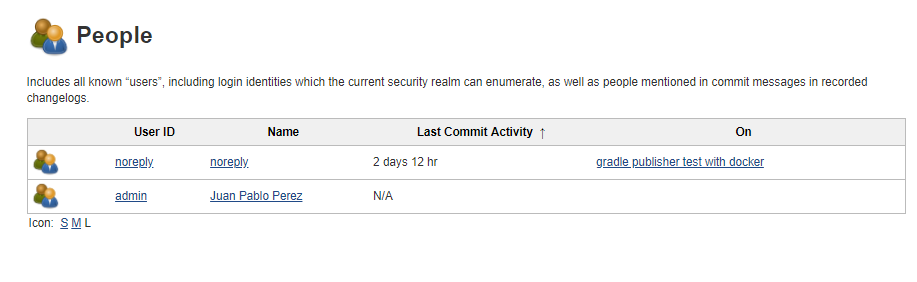 People
Includes all known “users”, including login identities which the current security realm can enumerate, as well as people mentioned in commit messages in recorded
changelogs.
User ID Name Last Commit Activity ↑ On
noreply noreply 2 days 12 hr gradle publisher test with docker
admin Juan Pablo Perez N/A
Icon: S M L